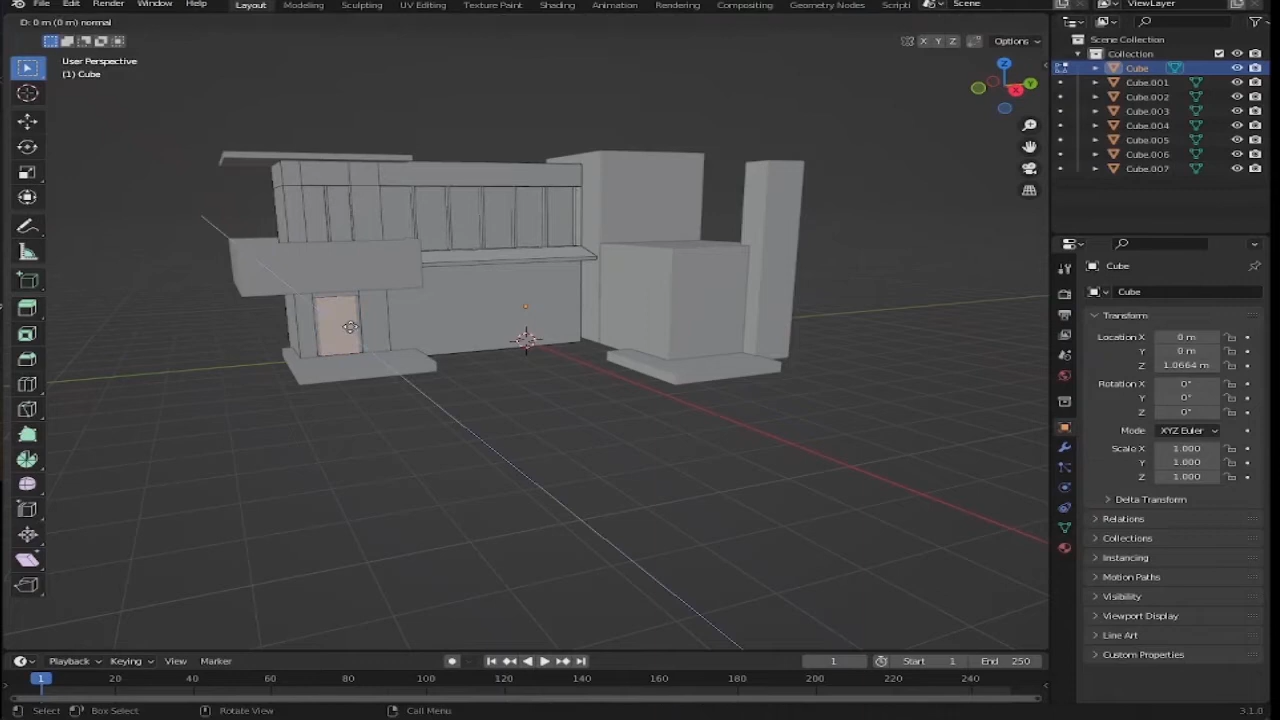 File Edit Render Window Help
Layout Modeling Sculpting UV Editing Texture Paint Shading Animation Rendering Compositing Geometry Nodes Scripti
Scene
ViewLayer
D: 0 m (0 m) normal
X Y Z
Options
User Perspective
(1) Cube
Z
Y
X
Scene Collection
Collection
Cube
Cube.001
Cube.002
Cube.003
Cube.004
Cube.005
Cube.006
Cube.007
Cube
Cube
Transform
Location X 0 m
Y 0 m
Z 1.0664 m
Rotation X 0°
Y 0°
Z 0°
Mode XYZ Euler
Scale X 1.000
Y 1.000
Z 1.000
Delta Transform
Relations
Collections
Instancing
Motion Paths
Visibility
Viewport Display
Line Art
Custom Properties
Playback Keying View Marker
1 Start 1 End 250
1 20 40 60 80 100 120 140 160 180 200 220 240
Select Box Select Rotate View Call Menu
3.1.0